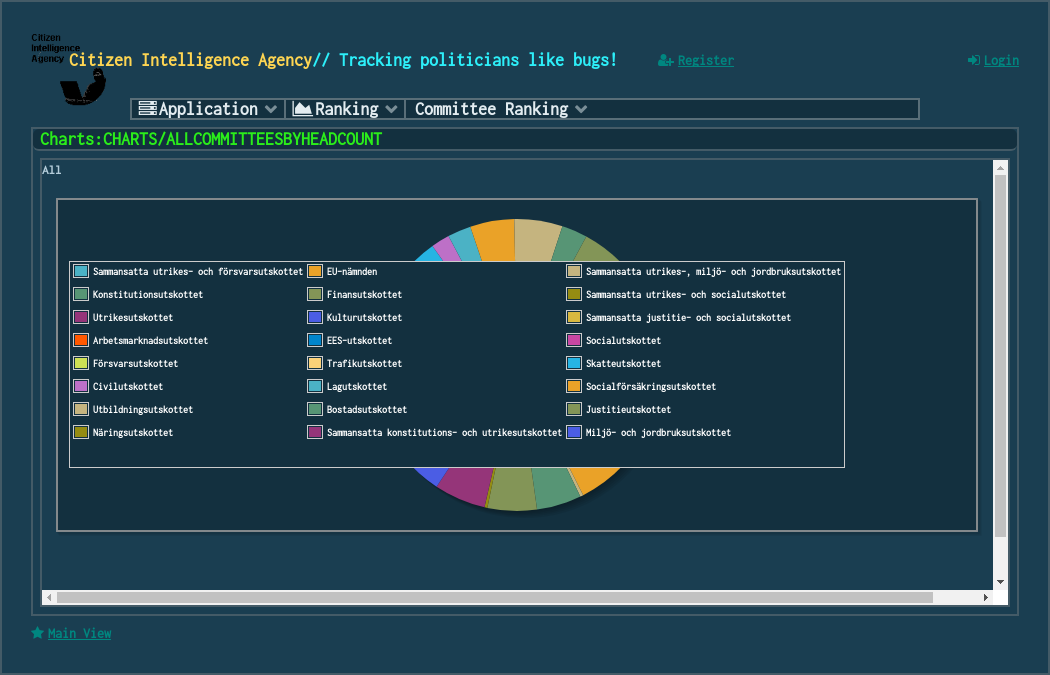 Citizen
Intelligence
Agency
Citizen Intelligence Agency// Tracking politicians like bugs!
Register
Login
Application
Ranking
Committee Ranking
Charts:CHARTS/ALLCOMMITTEESBYHEADCOUNT
All
Sammansatta utrikes- och försvarsutskottet EU-nämnden Sammansatta utrikes-, miljö- och jordbruksutskottet
Konstitutionsutskottet Finansutskottet Sammansatta utrikes- och socialutskottet
Utrikesutskottet Kulturutskottet Sammansatta justitie- och socialutskottet
Arbetsmarknadsutskottet EES-utskottet Socialutskottet
Försvarsutskottet Trafikutskottet Skatteutskottet
Civilutskottet Lagutskottet Socialförsäkringsutskottet
Utbildningsutskottet Bostadsutskottet Justitieutskottet
Näringsutskottet Sammansatta konstitutions- och utrikesutskottet Miljö- och jordbruksutskottet
Main View